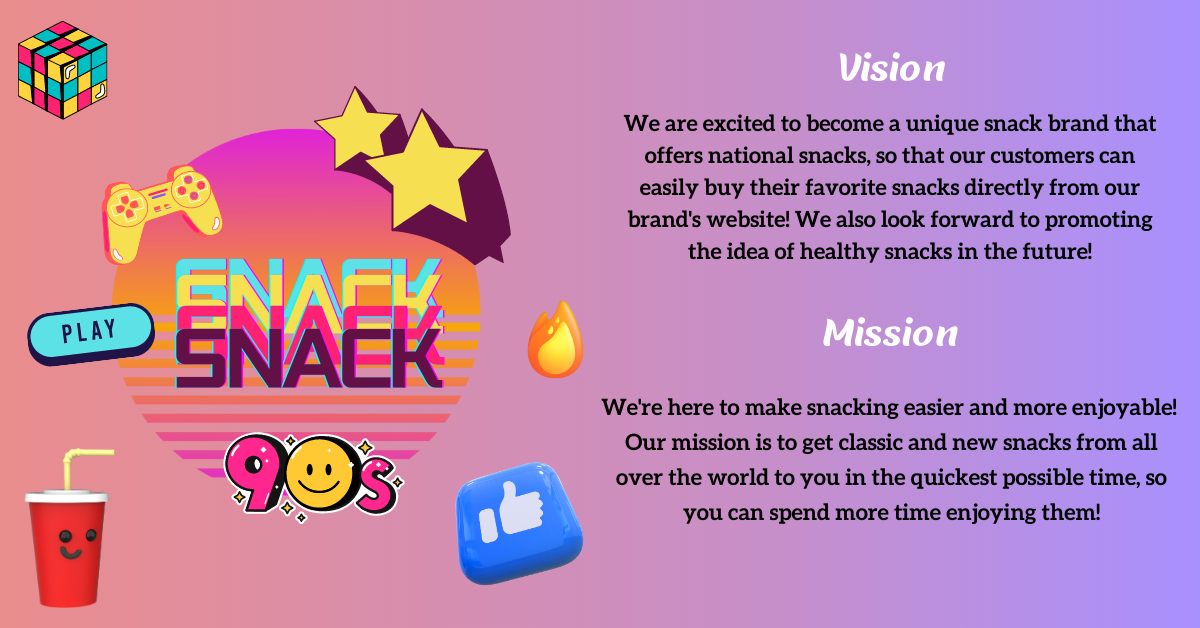 SNACK
SNACK
SNACK
SNACK
PLAY
90s
Vision
We are excited to become a unique snack brand that
offers national snacks, so that our customers can
easily buy their favorite snacks directly from our
brand's website! We also look forward to promoting
the idea of healthy snacks in the future!
Mission
We're here to make snacking easier and more enjoyable!
Our mission is to get classic and new snacks from all
over the world to you in the quickest possible time, so
you can spend more time enjoying them!